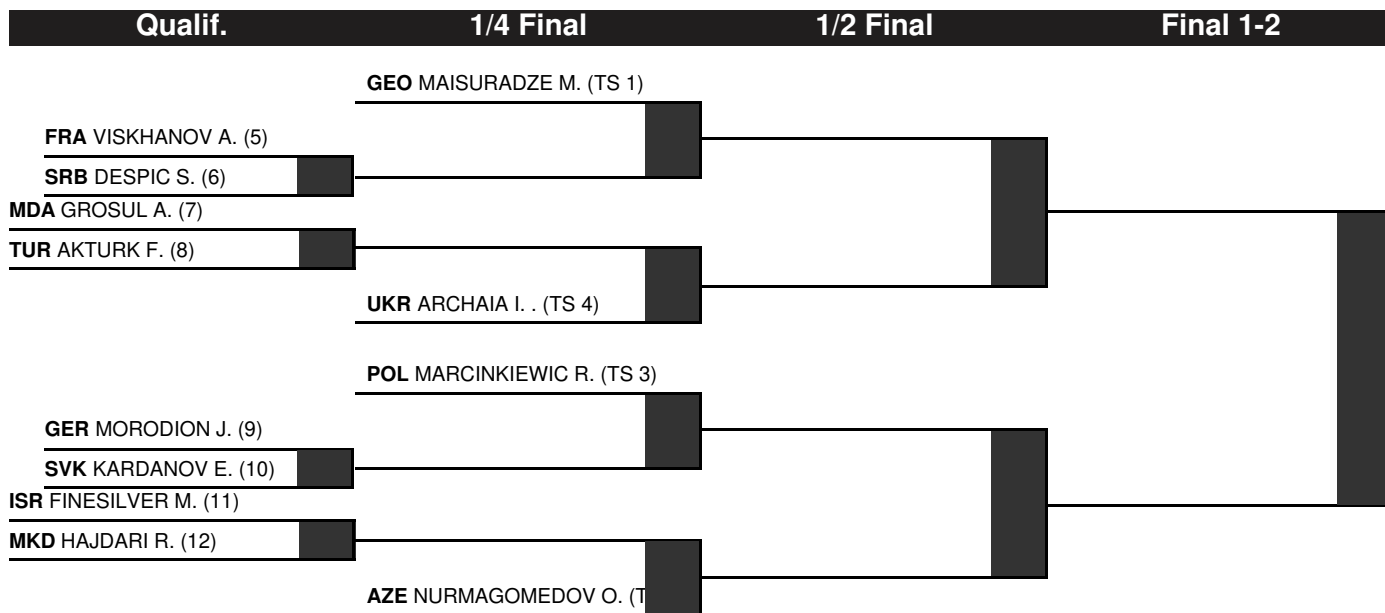 Qualif. 1/4 Final 1/2 Final Final 1-2
GEO MAISURADZE M. (TS 1)
FRA VISKHANOV A. (5)
SRB DESPIC S. (6)
MDA GROSUL A. (7)
TUR AKTURK F. (8)
UKR ARCHAIA I. . (TS 4)
POL MARCINKIEWIC R. (TS 3)
GER MORODION J. (9)
SVK KARDANOV E. (10)
ISR FINESILVER M. (11)
MKD HAJDARI R. (12)
AZE NURMAGOMEDOV O. (T